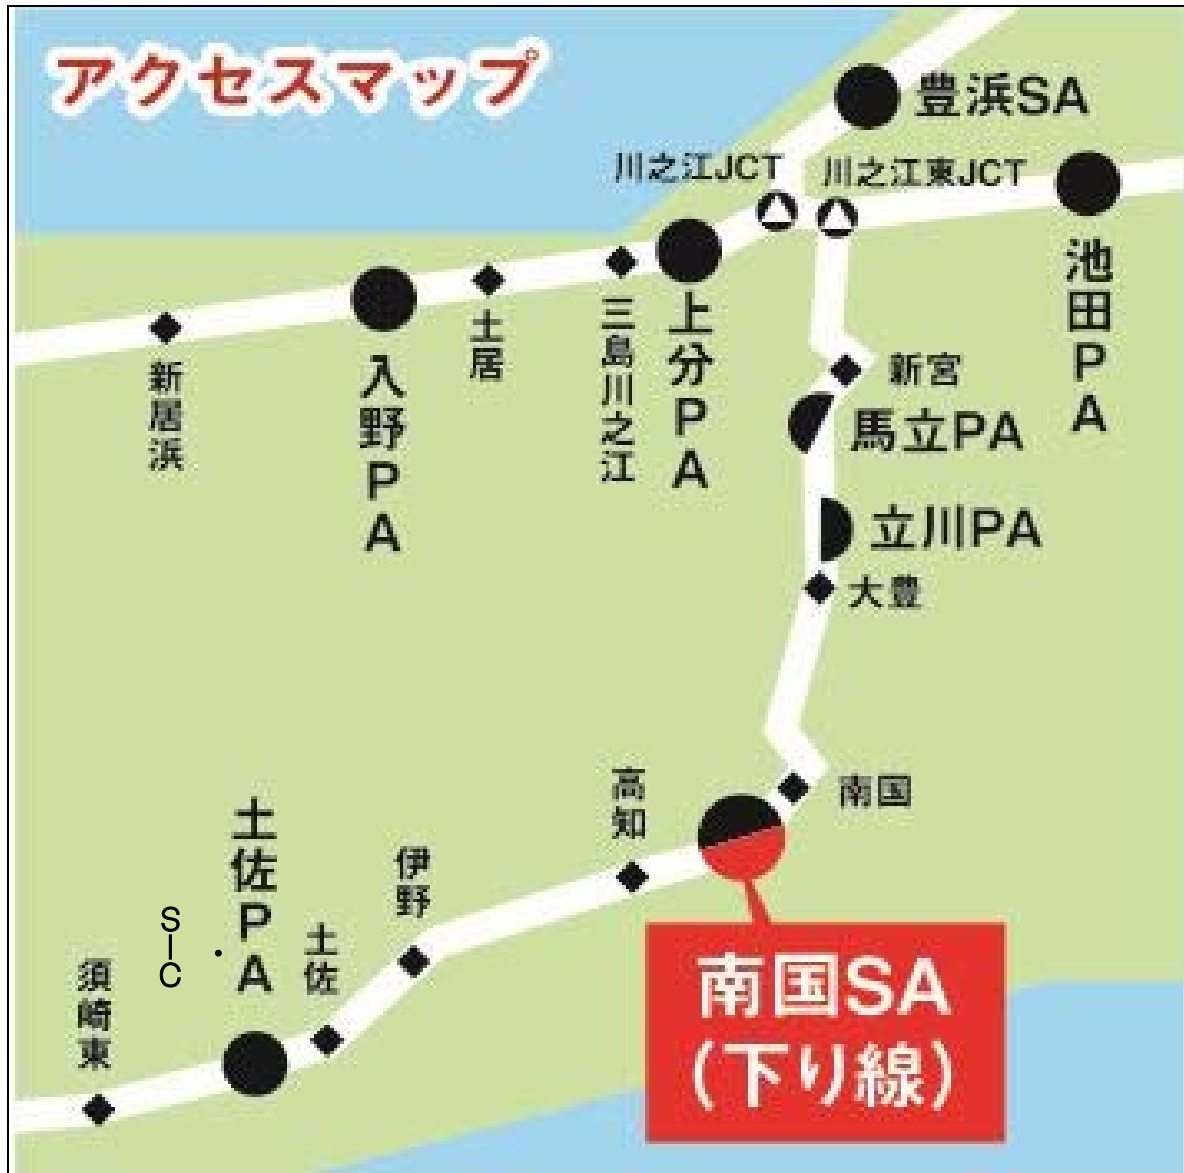 アクセスマップ
豊浜SA
川之江JCT
川之江東JCT
池田PA
新居浜
入野PA
土居
三島川之江
上分PA
新宮
馬立PA
立川PA
大豊
南国
高知
土佐PA
・
SIC
伊野
土佐
須崎東
南国SA
(下り線)